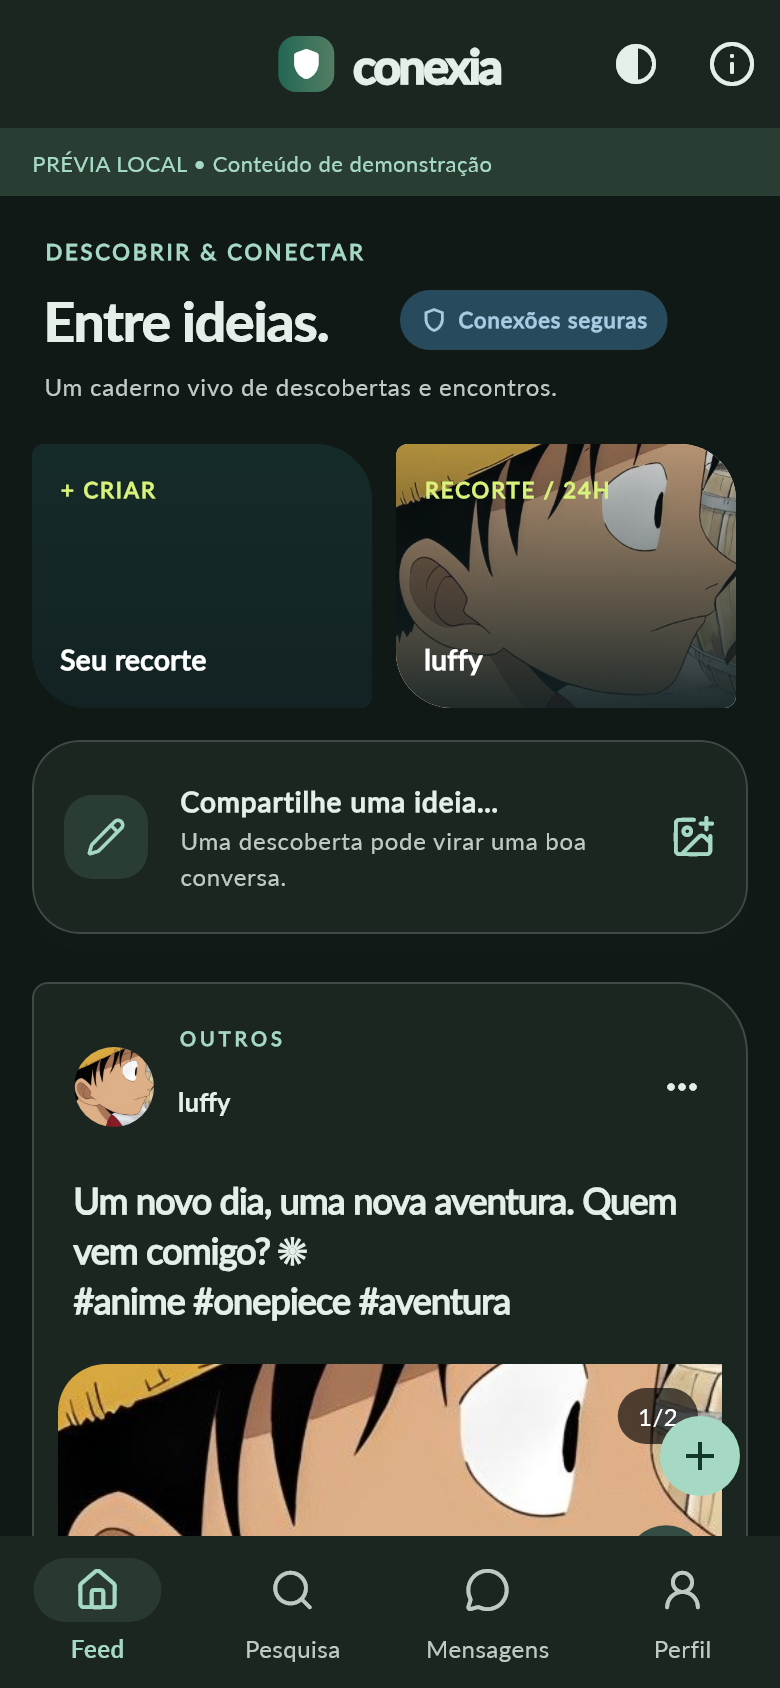 conexia
PRÉVIA LOCAL • Conteúdo de demonstração
DESCOBRIR & CONECTAR
Entre ideias.
Conexões seguras
Um caderno vivo de descobertas e encontros.
+ CRIAR
Seu recorte
RECORTE / 24H
luffy
Compartilhe uma ideia...
Uma descoberta pode virar uma boa
conversa.
OUTROS
luffy
Um novo dia, uma nova aventura. Quem
vem comigo? ☀
#anime #onepiece #aventura
1/2
Feed
Pesquisa
Mensagens
Perfil